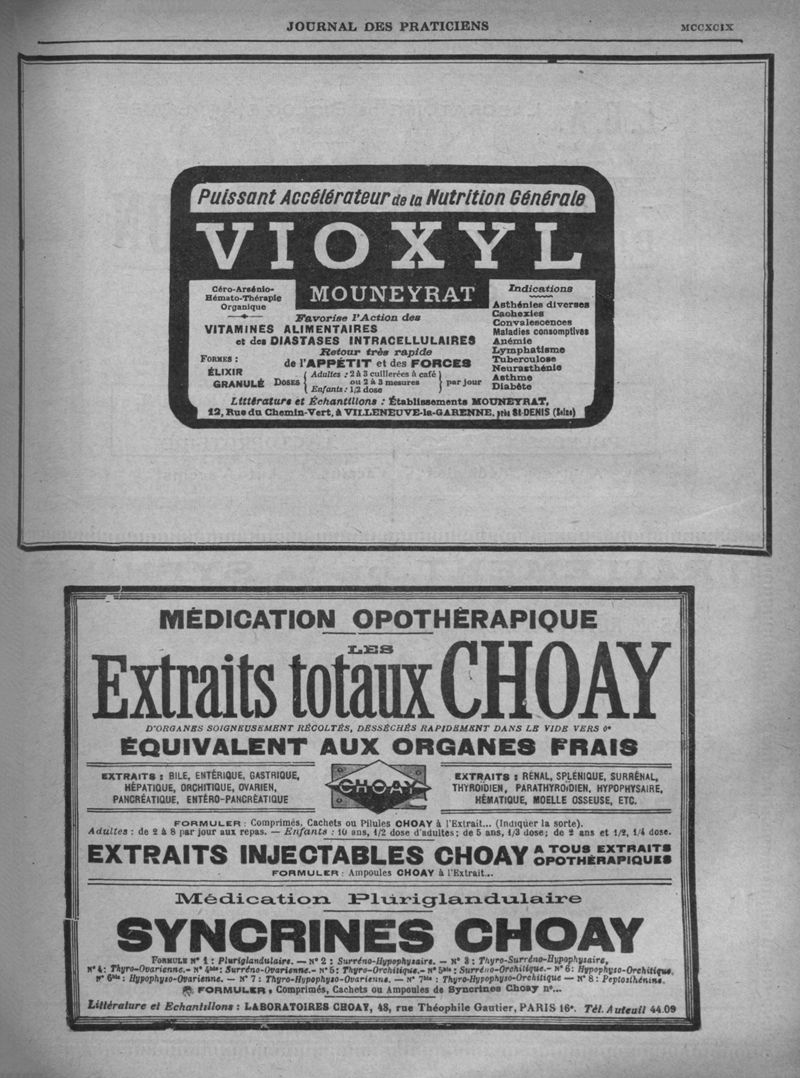 JOURNAL DES PRATICIENS MCCXCIX
Puissant Accélérateur de la Nutrition Générale
VIOXYL
MOUNEYRAT
Céro-Arsénio-
Hémato-Thérapie
Organique
Favorise l'Action des
VITAMINES ALIMENTAIRES
et des DIASTASES INTRACELLULAIRES
Retour très rapide
de l'APPÉTIT et des FORCES
FORMES :
ÉLIXIR
GRANULÉ
DOSES
Adultes : 2 à 3 cuillerées à café
ou 2 à 3 mesures
Enfants : 1/2 dose
par jour
Indications
Asthénies diverses
Cachexies
Convalescences
Maladies consomptives
Anémie
Lymphatisme
Tuberculose
Neurasthénie
Asthme
Diabète
Littérature et Échantillons : Établissements MOUNEYRAT,
12, Rue du Chemin-Vert, à VILLENEUVE-la-GARENNE, près St-DENIS (Seine)
MÉDICATION OPOTHÉRAPIQUE
LES
Extraits totaux CHOAY
D'ORGANES SOIGNEUSEMENT RÉCOLTÉS, DESSÉCHÉS RAPIDEMENT DANS LE VIDE VERS 0°
ÉQUIVALENT AUX ORGANES FRAIS
EXTRAITS : BILE, ENTÉRIQUE, GASTRIQUE,
HÉPATIQUE, ORCHITIQUE, OVARIEN,
PANCRÉATIQUE, ENTÉRO-PANCRÉATIQUE
CHOAY
EXTRAITS : RÉNAL, SPLÉNIQUE, SURRÉNAL,
THYROIDIEN, PARATHYROIDIEN, HYPOPHYSAIRE,
HÉMATIQUE, MOELLE OSSEUSE, ETC.
FORMULER : Comprimés, Cachets ou Pilules CHOAY à l'Extrait... (Indiquer la sorte).
Adultes : de 2 à 8 par jour aux repas. — Enfants : 10 ans, 1/2 dose d'adultes; de 5 ans, 1/3 dose; de 2 ans et 1/2, 1/4 dose.
EXTRAITS INJECTABLES CHOAY A TOUS EXTRAITS
OPOTHÉRAPIQUES
FORMULER : Ampoules CHOAY à l'Extrait...
Médication Pluriglandulaire
SYNCRINES CHOAY
FORMULE N° 1 : Pluriglandulaire. — N° 2 : Surréno-Hypophysaire. — N° 3 : Thyro-Surréno-Hypophysaire,
N° 4 : Thyro-Ovarienne.- N° 4bis : Surréno-Ovarienne.- N° 5 : Thyro-Orchitique.- N° 5bis : Surréno-Orchitique.- N° 6 : Hypophyso-Orchitique,
N° 6bis : Hypophyso-Ovarienne. — N° 7 : Thyro-Hypophyso-Ovarienne. — N° 7bis : Thyro-Hypophyso-Orchitique — N° 8 : Peptosthénine.
FORMULER, Comprimés, Cachets ou Ampoules de Syncrines Choay n°...
Littérature et Echantillons : LABORATOIRES CHOAY, 48, rue Théophile Gautier, PARIS 16e. Tél. Auteuil 44.09